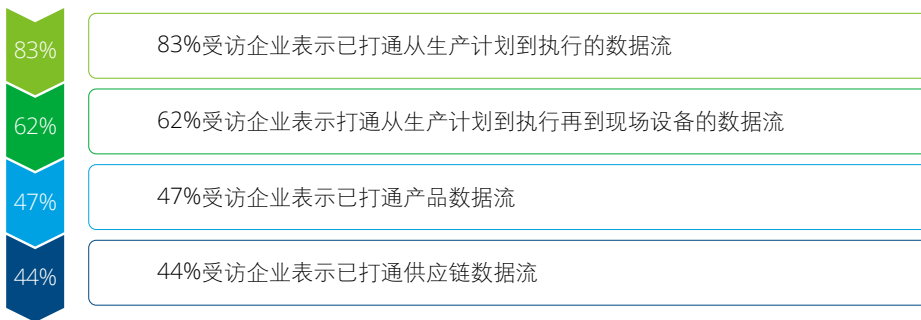 83%
83%受访企业表示已打通从生产计划到执行的数据流
62%
62%受访企业表示打通从生产计划到执行再到现场设备的数据流
47%
47%受访企业表示已打通产品数据流
44%
44%受访企业表示已打通供应链数据流